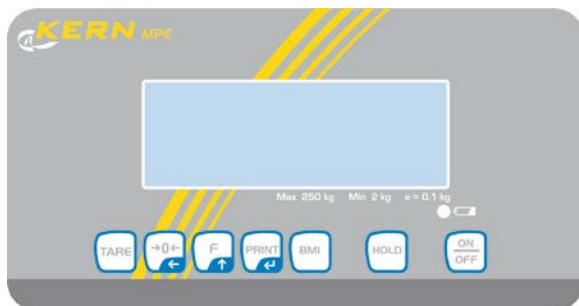 KERN MPE
Max 250 kg Min 2 kg e = 0.1 kg
TARE →0← F PRINT BMI HOLD ON
OFF